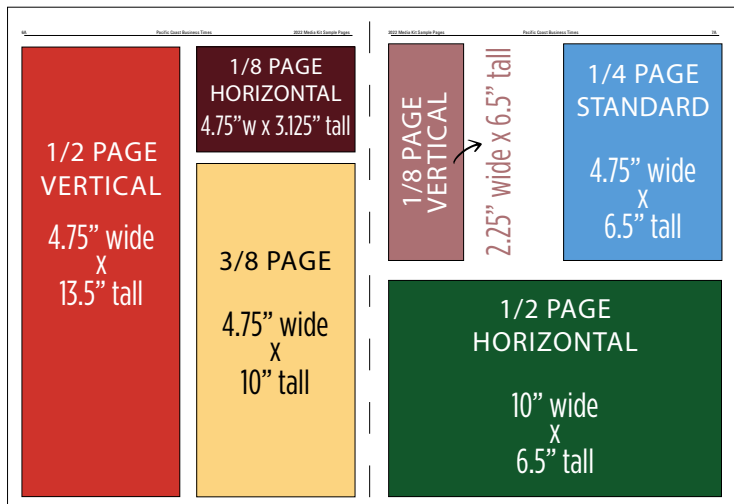 6A Pacific Coast Business Times 2022 Media Kit Sample Pages
1/2 PAGE
VERTICAL
4.75” wide
x
13.5” tall
1/8 PAGE
HORIZONTAL
4.75”w x 3.125” tall
3/8 PAGE
4.75” wide
x
10” tall
2022 Media Kit Sample Pages Pacific Coast Business Times 7A
1/8 PAGE
VERTICAL
2.25” wide x 6.5” tall
1/4 PAGE
STANDARD
4.75” wide
x
6.5” tall
1/2 PAGE
HORIZONTAL
10” wide
x
6.5” tall